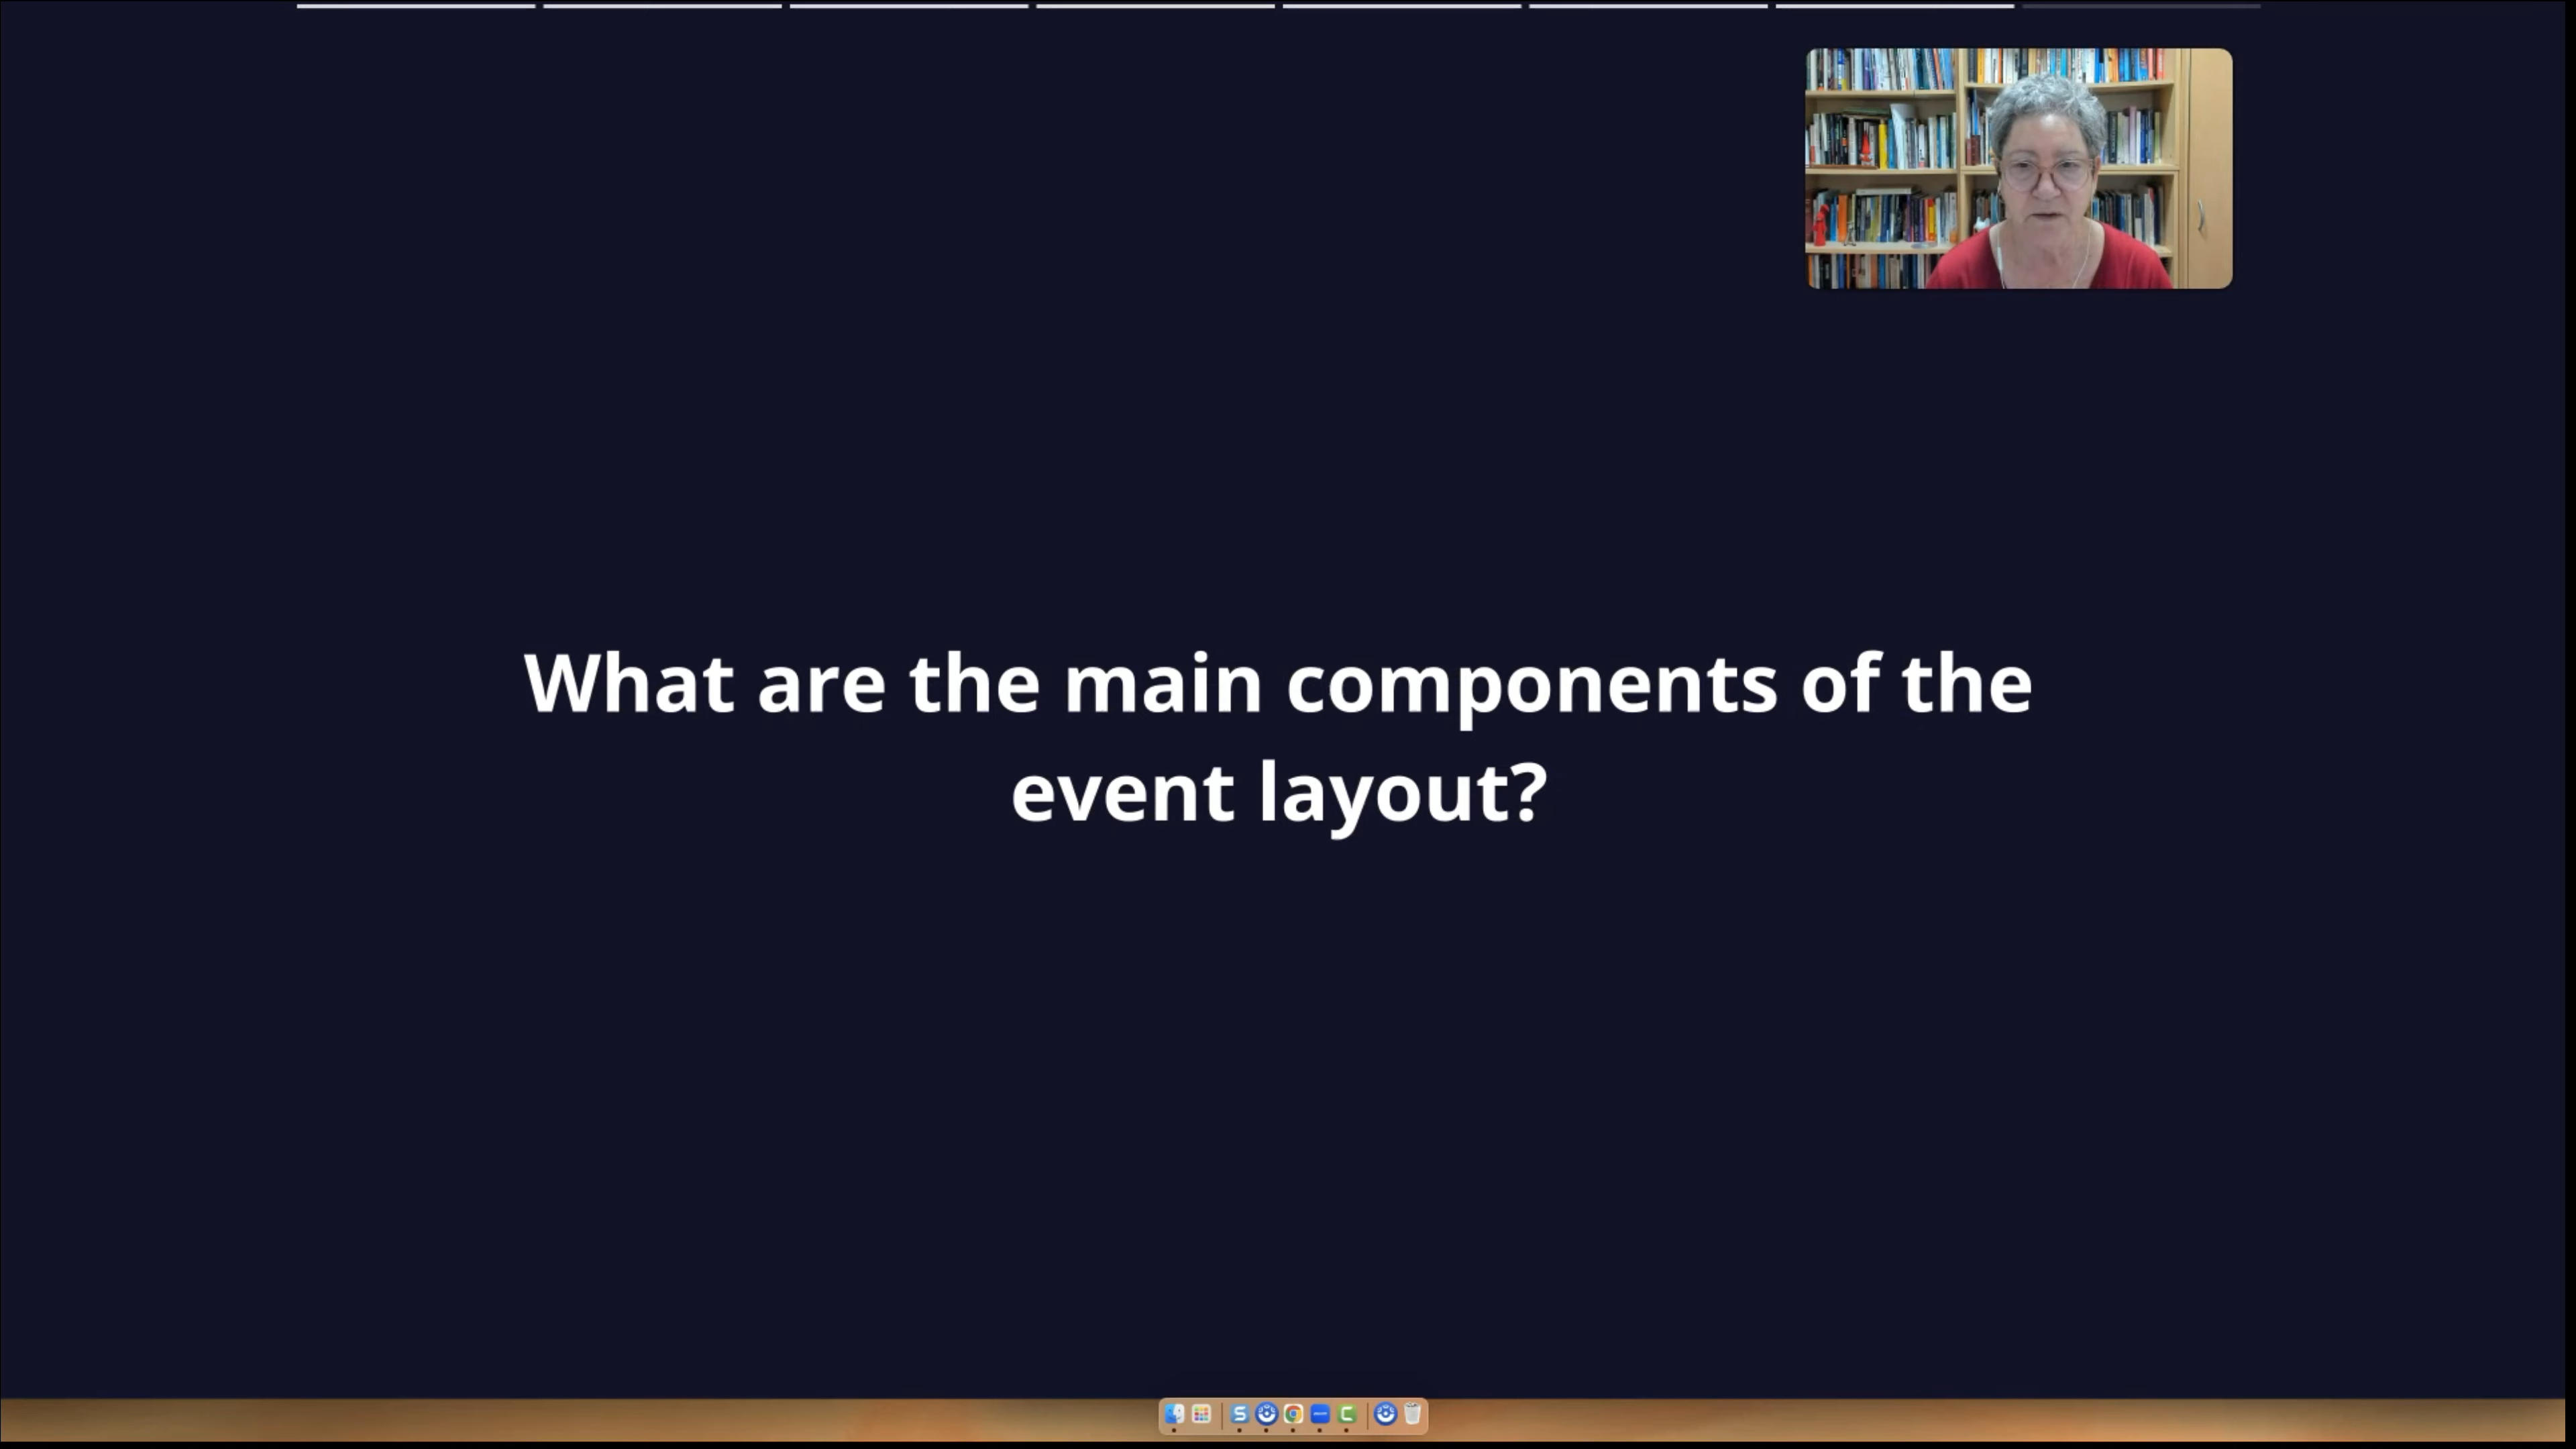 What are the main components of the
event layout?